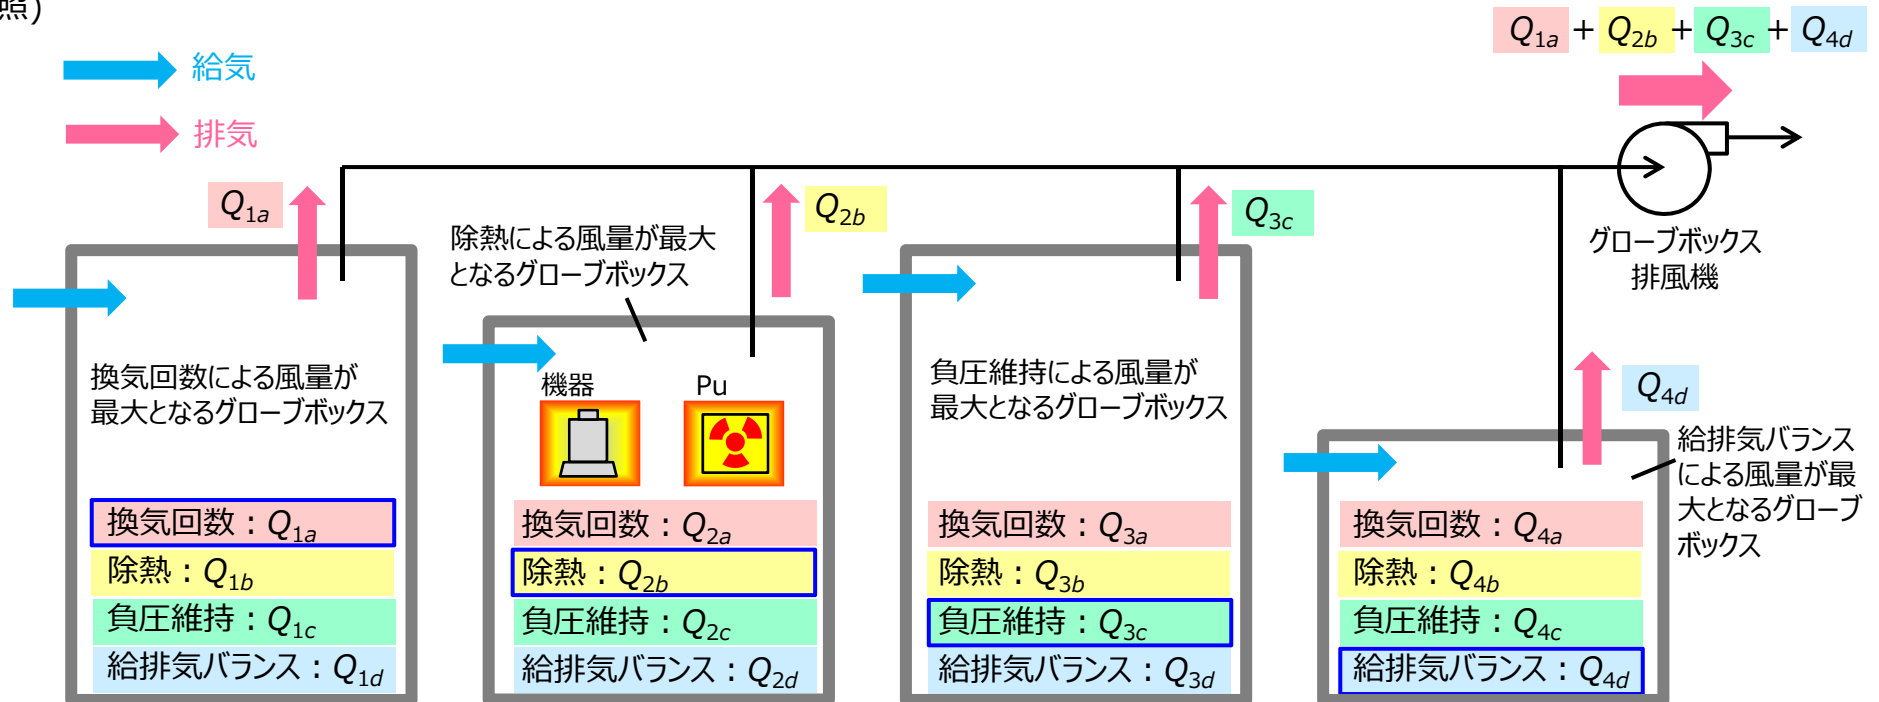 照)
給気
排気
Q1a + Q2b + Q3c + Q4d
Q1a
Q2b
Q3c
Q4d
グローブボックス
排風機
換気回数による風量が
最大となるグローブボックス
換気回数：Q1a
除熱：Q1b
負圧維持：Q1c
給排気バランス：Q1d
除熱による風量が最大
となるグローブボックス
機器
Pu
換気回数：Q2a
除熱：Q2b
負圧維持：Q2c
給排気バランス：Q2d
負圧維持による風量が
最大となるグローブボックス
換気回数：Q3a
除熱：Q3b
負圧維持：Q3c
給排気バランス：Q3d
給排気バランス
による風量が最
大となるグローブ
ボックス
換気回数：Q4a
除熱：Q4b
負圧維持：Q4c
給排気バランス：Q4d